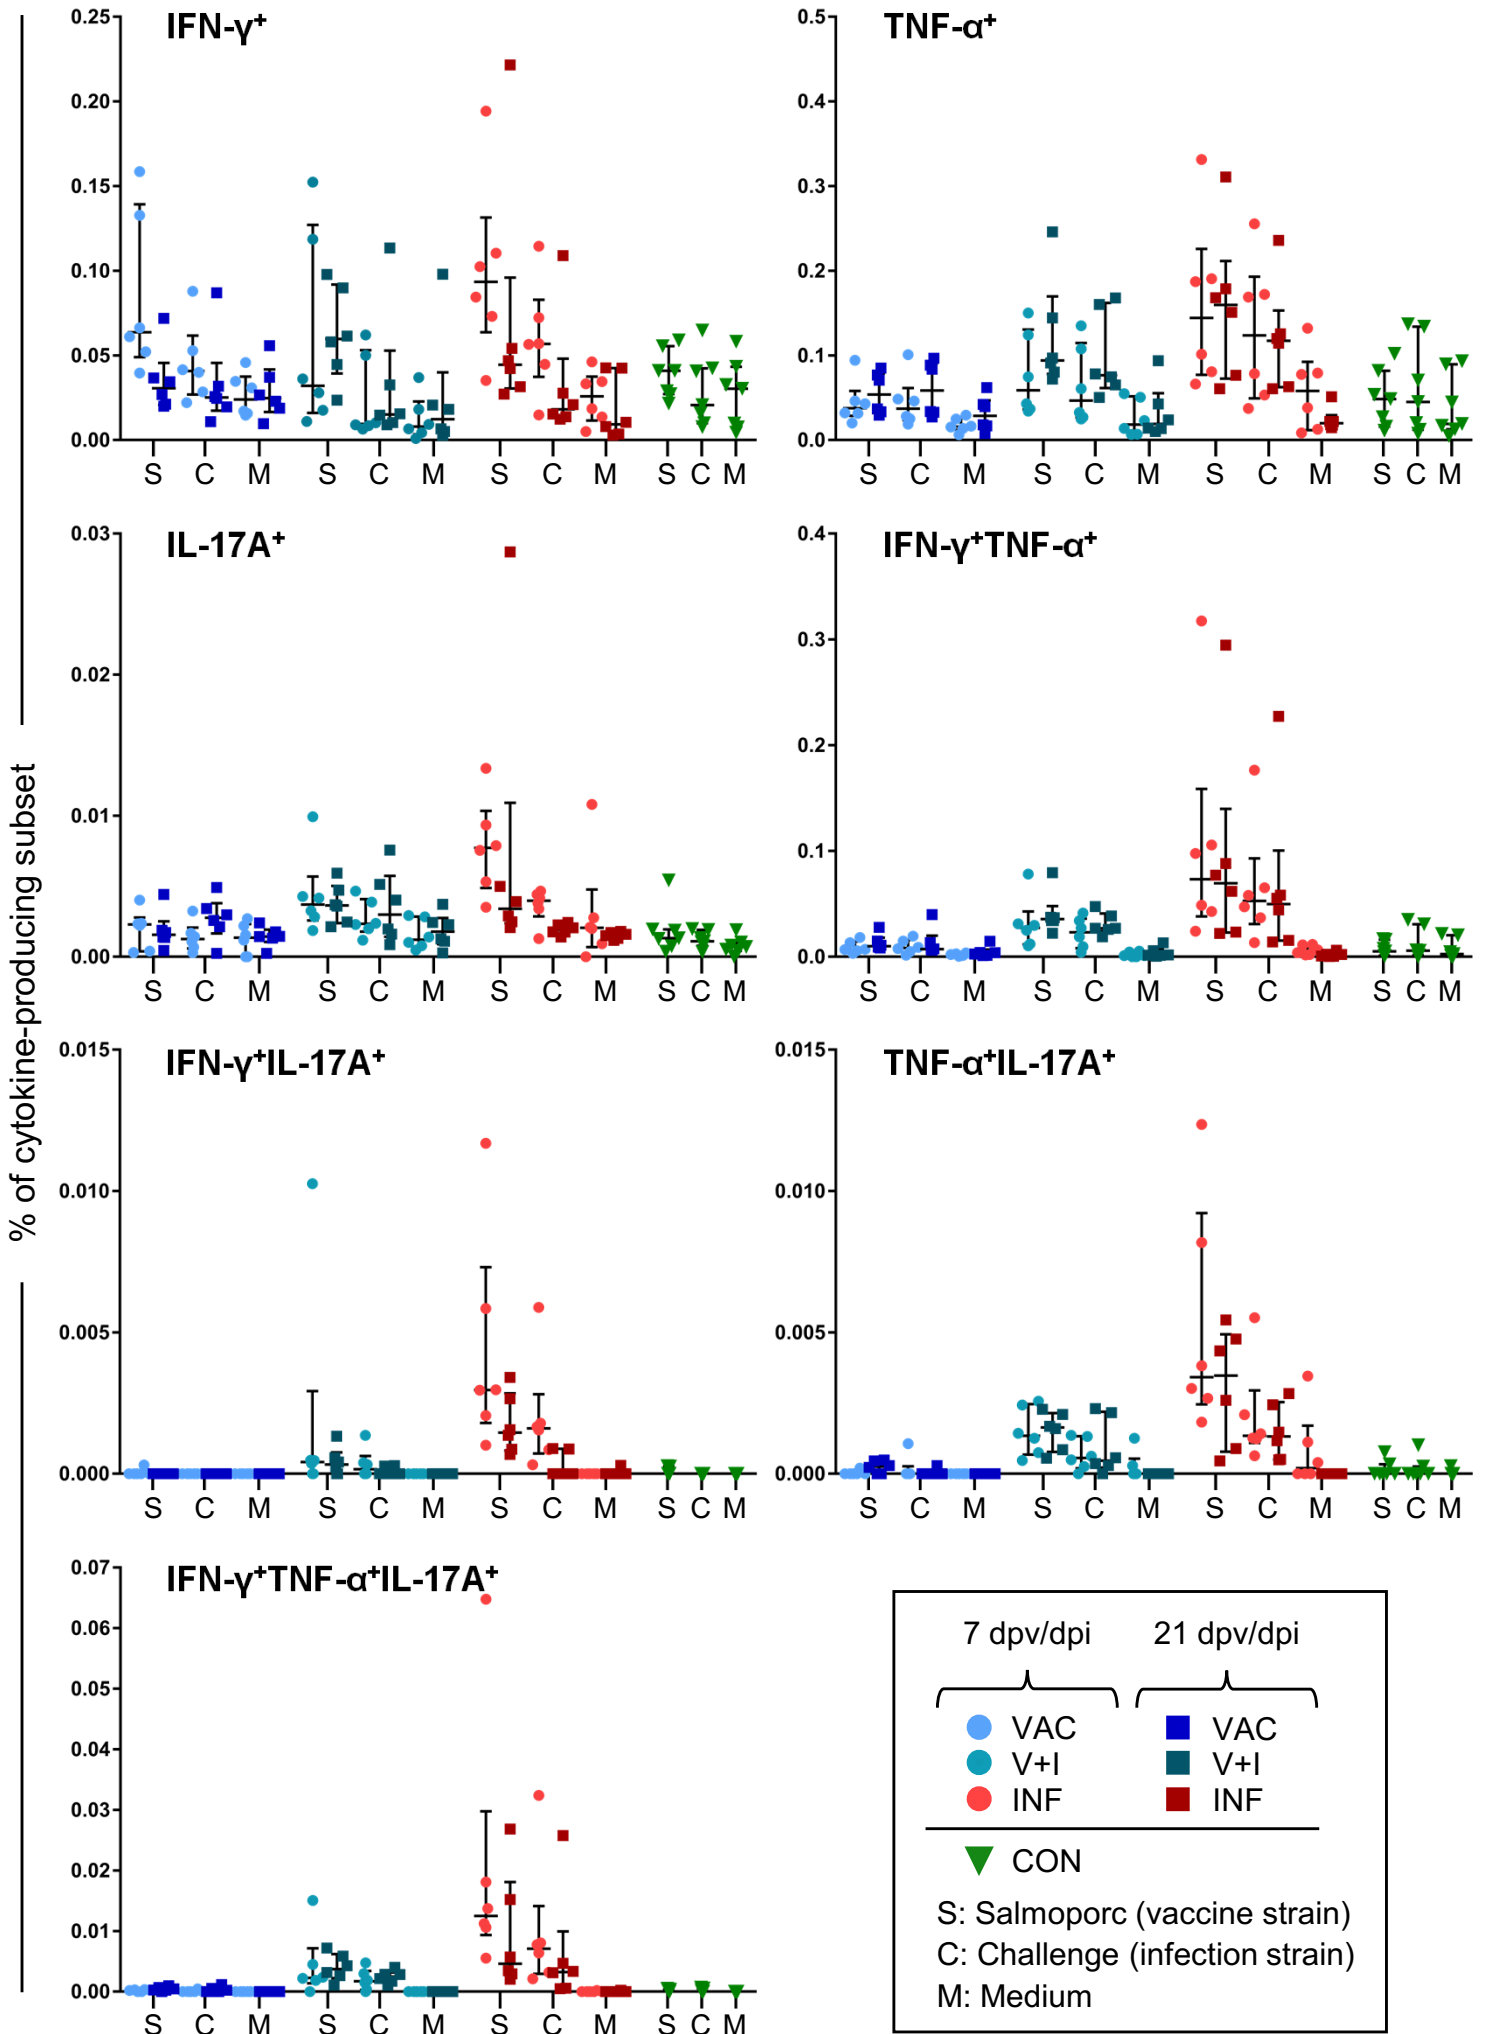 % of cytokine-producing subset
IFN-γ⁺
0.25
0.20
0.15
0.10
0.05
0.00
S C M S C M S C M S C M
TNF-α⁺
0.5
0.4
0.3
0.2
0.1
0.0
S C M S C M S C M S C M
IL-17A⁺
0.03
0.02
0.01
0.00
S C M S C M S C M S C M
IFN-γ⁺TNF-α⁺
0.4
0.3
0.2
0.1
0.0
S C M S C M S C M S C M
IFN-γ⁺IL-17A⁺
0.015
0.010
0.005
0.000
S C M S C M S C M S C M
TNF-α⁺IL-17A⁺
0.015
0.010
0.005
0.000
S C M S C M S C M S C M
IFN-γ⁺TNF-α⁺IL-17A⁺
0.07
0.06
0.05
0.04
0.03
0.02
0.01
0.00
S C M S C M S C M S C M
7 dpv/dpi 21 dpv/dpi
VAC VAC
V+I V+I
INF INF
CON
S: Salmoporc (vaccine strain)
C: Challenge (infection strain)
M: Medium